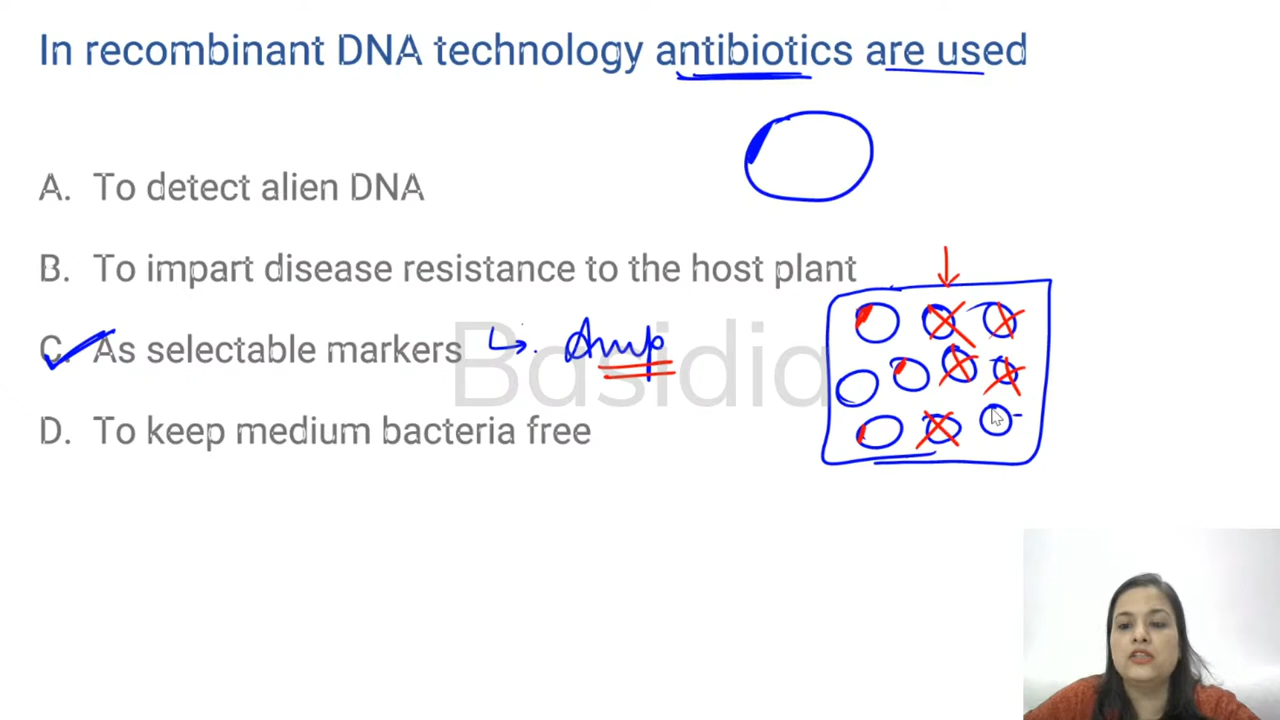 In recombinant DNA technology antibiotics are used
A. To detect alien DNA
B. To impart disease resistance to the host plant
C. As selectable markers ↳. Amp
D. To keep medium bacteria free
Basidia